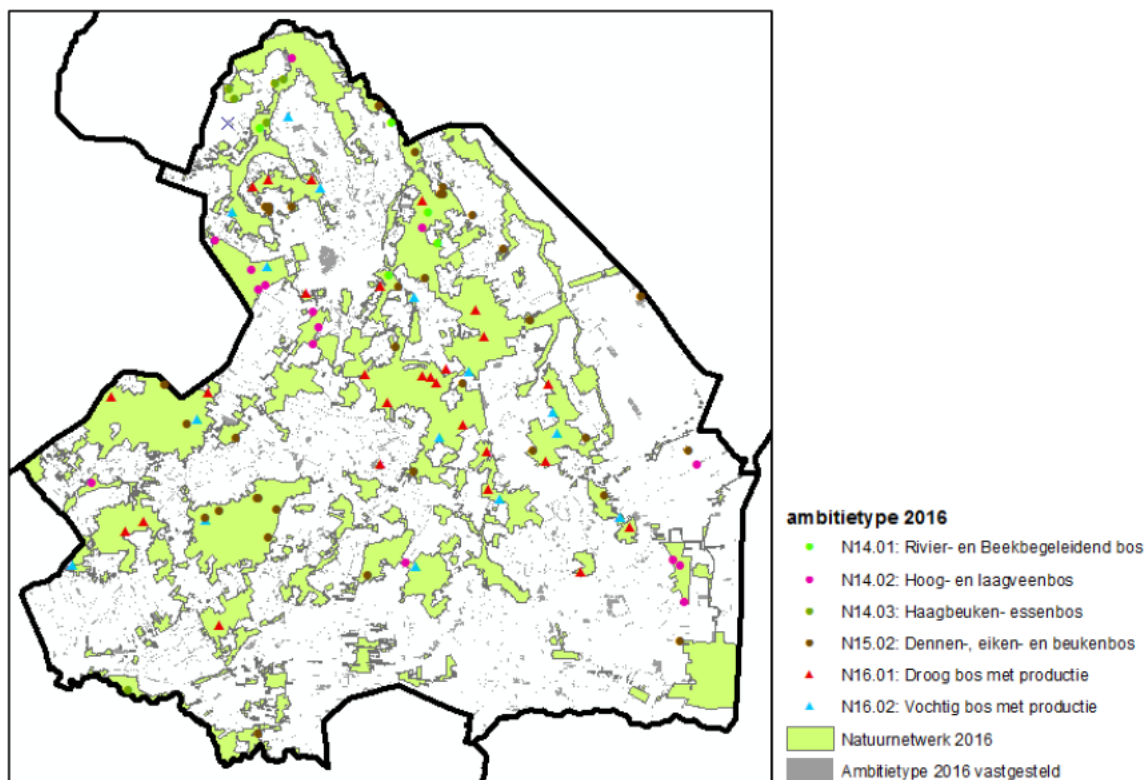 ambitietype 2016
N14.01: Rivier- en Beekbegeleidend bos
N14.02: Hoog- en laagveenbos
N14.03: Haagbeuken- essenbos
N15.02: Dennen-, eiken- en beukenbos
N16.01: Droog bos met productie
N16.02: Vochtig bos met productie
Natuurnetwerk 2016
Ambitietype 2016 vastgesteld